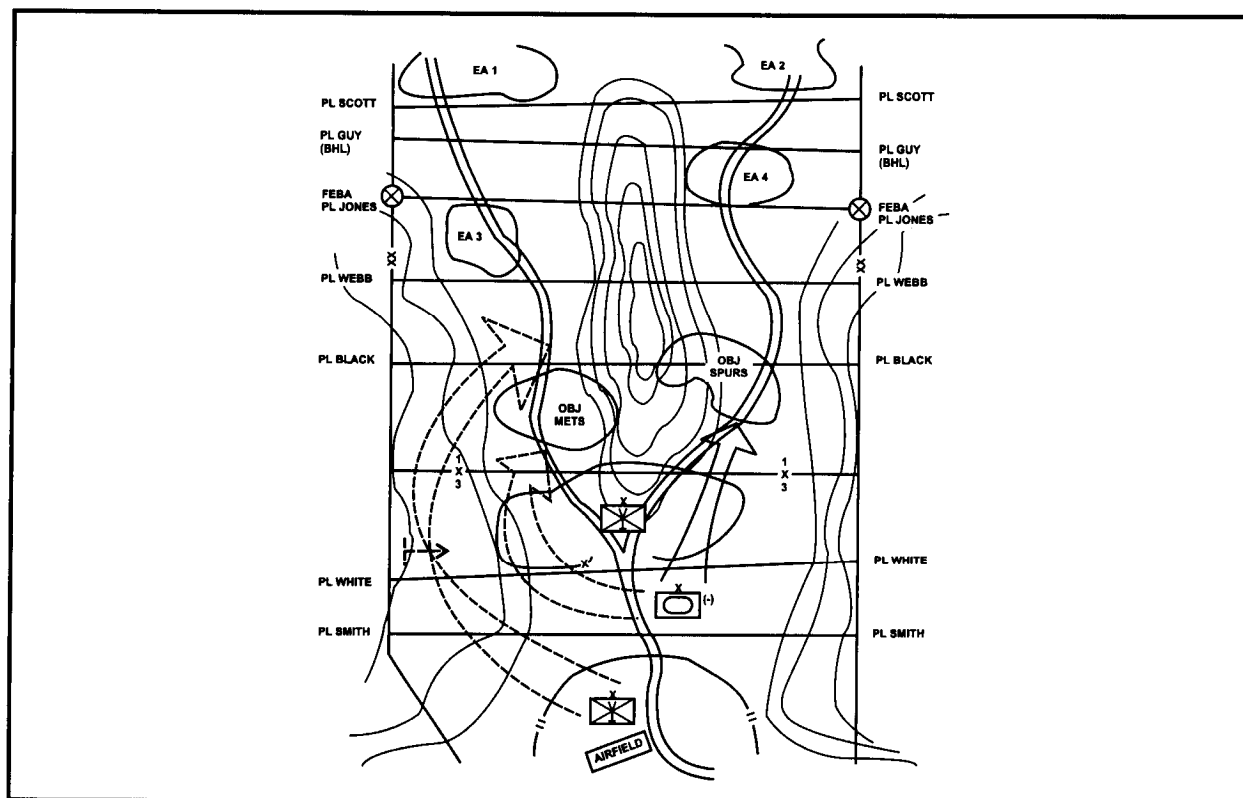 EA 1
EA 2
PL SCOTT
PL SCOTT
PL GUY
(BHL)
PL GUY
(BHL)
EA 4
FEBA
PL JONES
FEBA
PL JONES
EA 3
XX
XX
PL WEBB
PL WEBB
PL BLACK
PL BLACK
OBJ
SPURS
OBJ
METS
1
X
3
1
X
3
X
X
PL WHITE
PL WHITE
X
(-)
PL SMITH
PL SMITH
X
AIRFIELD